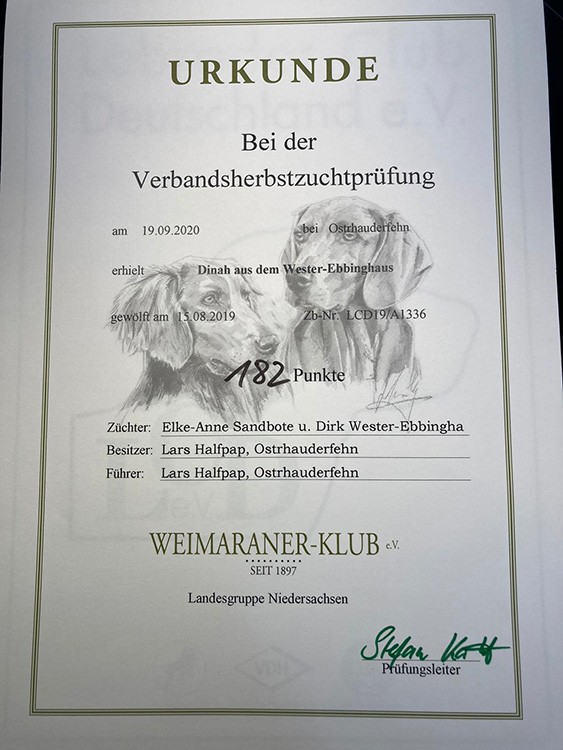 URKUNDE
Bei der
Verbandsherbstzuchtprüfung
am 19.09.2020 bei Ostrhauderfehn
erhielt Dinah aus dem Wester-Ebbinghaus
gewölft am 15.08.2019 Zb-Nr. LCD19/A1336
182 Punkte
Züchter: Elke-Anne Sandbote u. Dirk Wester-Ebbingha
Besitzer: Lars Halfpap, Ostrhauderfehn
Führer: Lars Halfpap, Ostrhauderfehn
WEIMARANER-KLUB e.V.
SEIT 1897
Landesgruppe Niedersachsen
Stefan
Prüfungsleiter
VDH